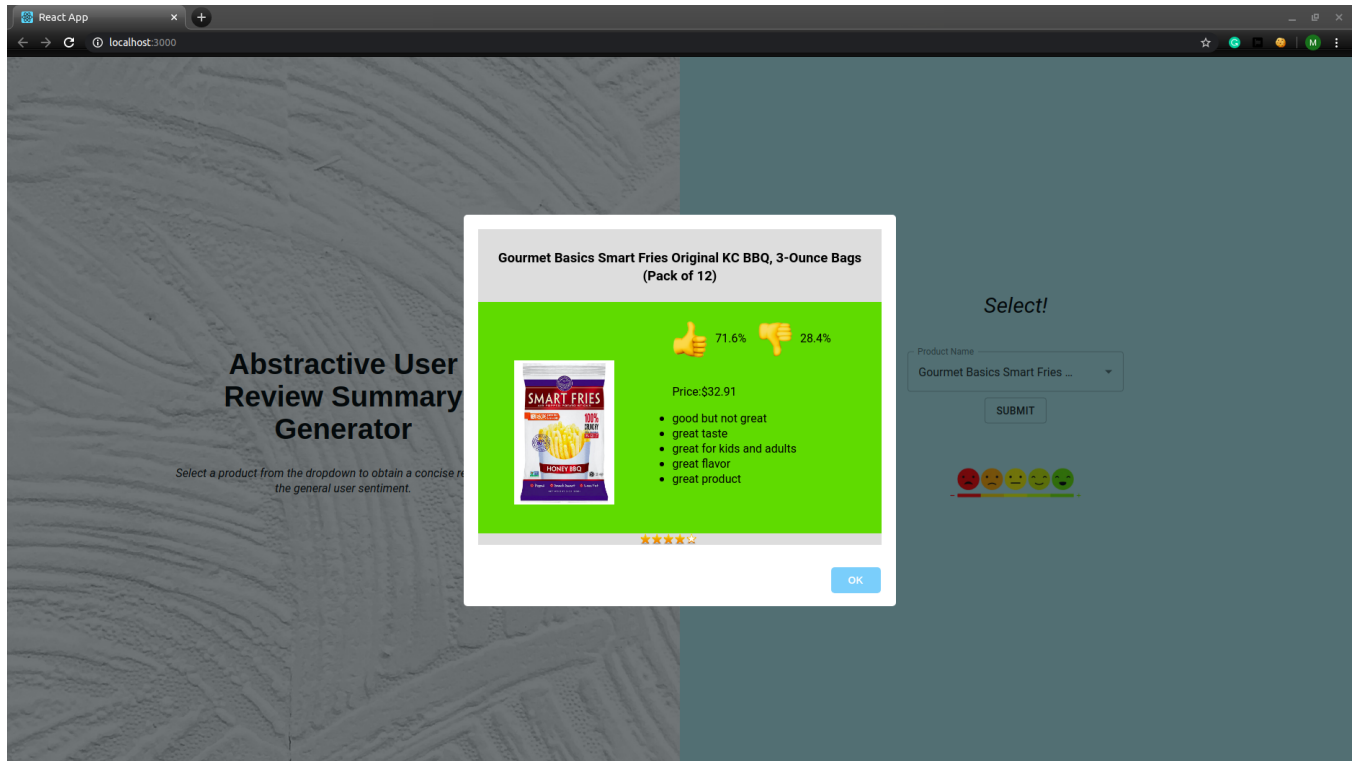 React App
localhost:3000
M
Abstractive User
Review Summary
Generator
Select a product from the dropdown to obtain a concise re
the general user sentiment.
Gourmet Basics Smart Fries Original KC BBQ, 3-Ounce Bags
(Pack of 12)
71.6% 28.4%
SMART FRIES
100%
CRUNCHY
HONEY BBQ
Price:$32.91
good but not great
great taste
great for kids and adults
great flavor
great product
OK
Select!
Product Name
Gourmet Basics Smart Fries ...
SUBMIT